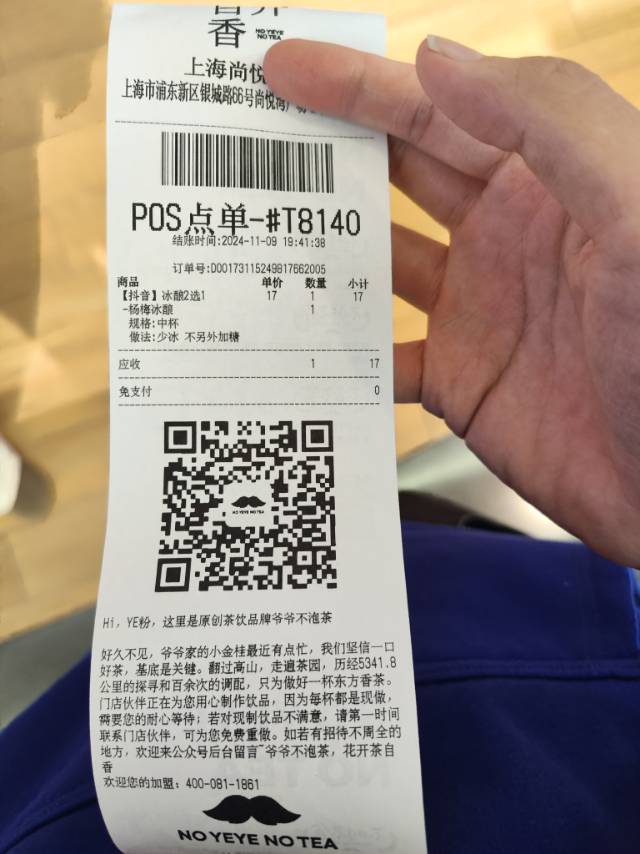 香
NO YEYE
NO TEA
上海尚悦
上海市浦东新区银城路66号尚悦湾广场
POS点单-#T8140
结账时间:2024-11-09 19:41:38
订单号:D00173115249817662005
商品 单价 数量 小计
【抖音】冰酿2选1 17 1 17
-杨梅冰酿 1
规格:中杯
做法:少冰 不另外加糖
应收 1 17
免支付 0
NO YEYE NO TEA
Hi, YE粉, 这里是原创茶饮品牌爷爷不泡茶
好久不见, 爷爷家的小金桂最近有点忙, 我们坚信一口
好茶, 基底是关键。翻过高山, 走遍茶园, 历经5341.8
公里的探寻和百余次的调配, 只为做好一杯东方香茶。
门店伙伴正在为您用心制作饮品, 因为每杯都是现做,
需要您的耐心等待; 若对现制饮品不满意, 请第一时间
联系门店伙伴, 可为您免费重做。如若有招待不周全的
地方, 欢迎来公众号后台留言~爷爷不泡茶, 花开茶自
香
欢迎您的加盟: 400-081-1861
NO YEYE NO TEA